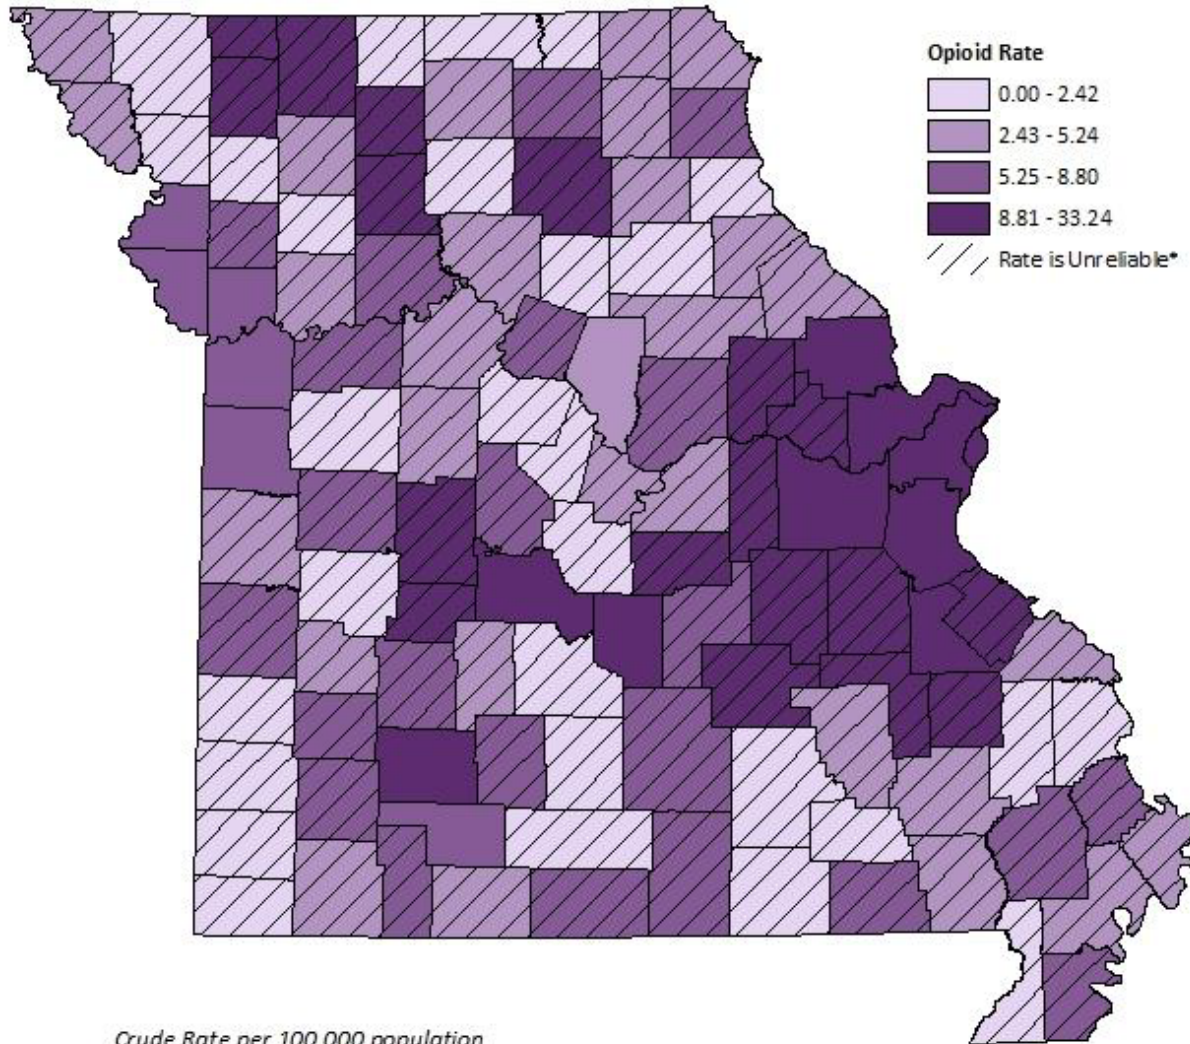 Opioid Rate
0.00 - 2.42
2.43 - 5.24
5.25 - 8.80
8.81 - 33.24
Rate is Unreliable*
Crude Rate per 100,000 population